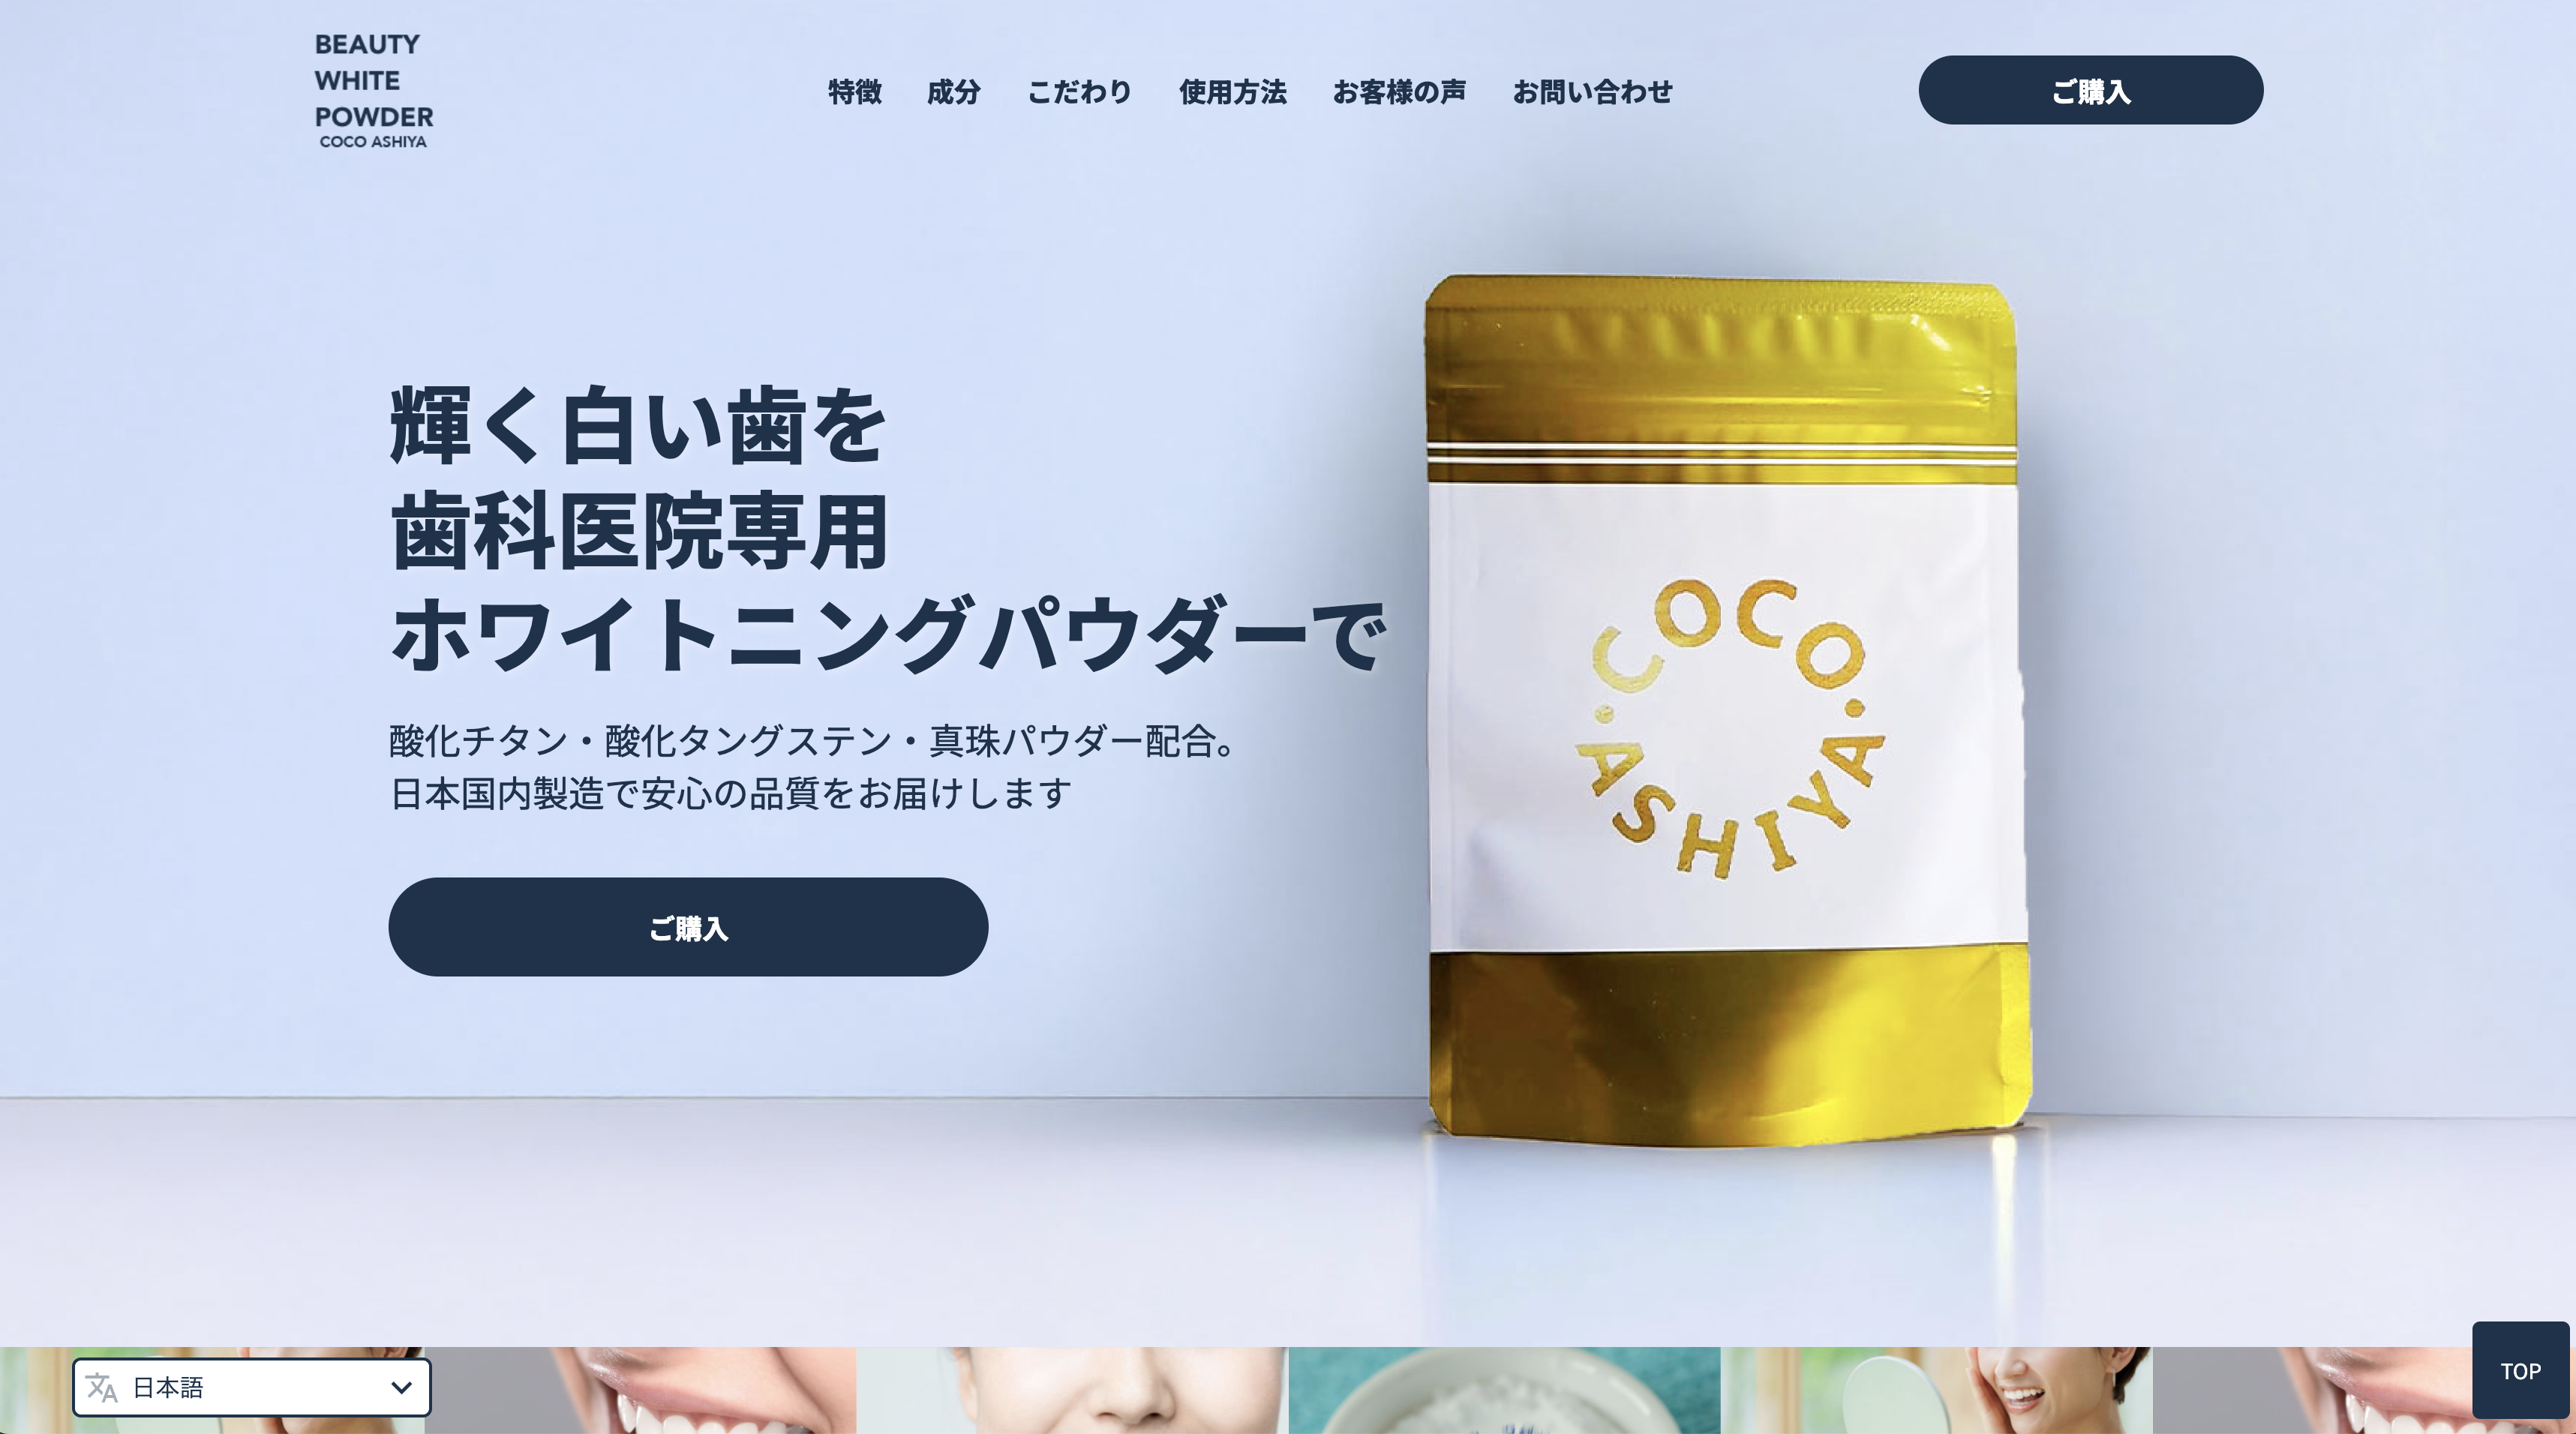 BEAUTY
WHITE
POWDER
COCO ASHIYA
特徴 成分 こだわり 使用方法 お客様の声 お問い合わせ
ご購入
輝く白い歯を
歯科医院専用
ホワイトニングパウダーで
酸化チタン・酸化タングステン・真珠パウダー配合。
日本国内製造で安心の品質をお届けします
ご購入
・COCO・ASHIYA
日本語
TOP